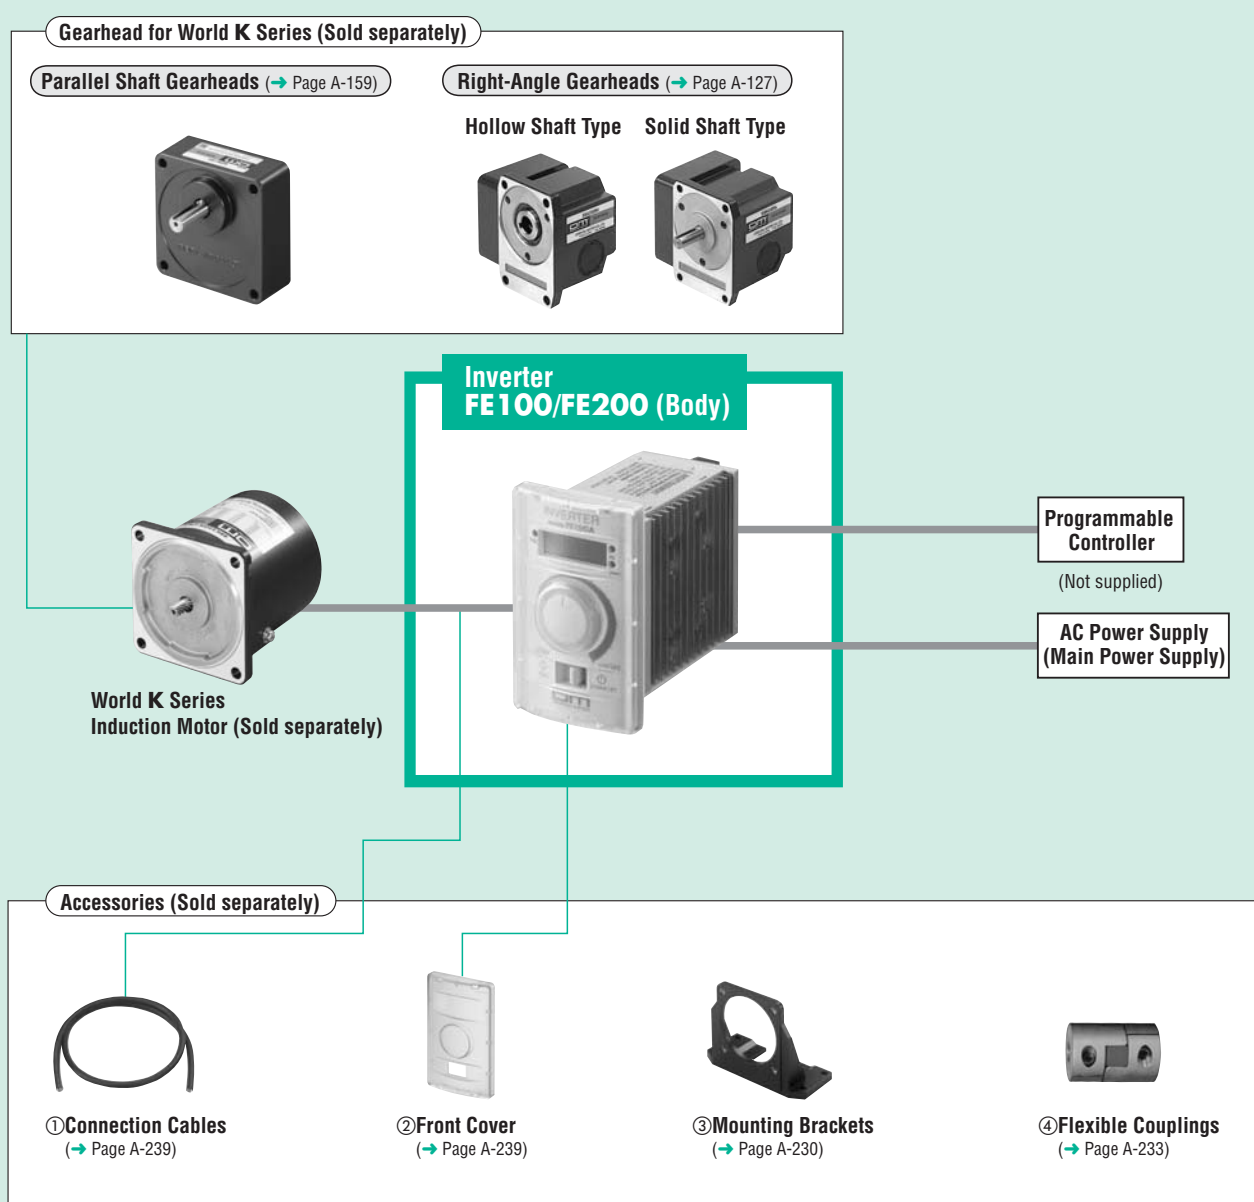 Gearhead for World K Series (Sold separately)
Parallel Shaft Gearheads (➜ Page A-159)
Right-Angle Gearheads (➜ Page A-127)
Hollow Shaft Type
Solid Shaft Type
Inverter
FE100/FE200 (Body)
INVERTER
Programmable
Controller
(Not supplied)
AC Power Supply
(Main Power Supply)
World K Series
Induction Motor (Sold separately)
Accessories (Sold separately)
①Connection Cables
(➜ Page A-239)
②Front Cover
(➜ Page A-239)
③Mounting Brackets
(➜ Page A-230)
④Flexible Couplings
(➜ Page A-233)